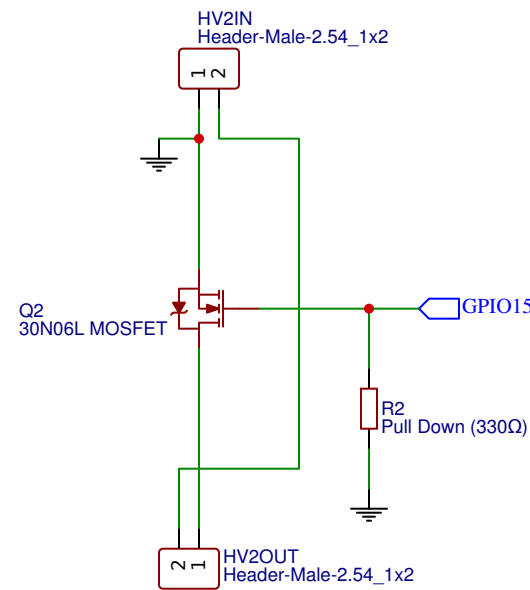 HV2IN
Header-Male-2.54_1x2
1 2
Q2
30N06L MOSFET
GPIO15
R2
Pull Down (330Ω)
2 1
HV2OUT
Header-Male-2.54_1x2